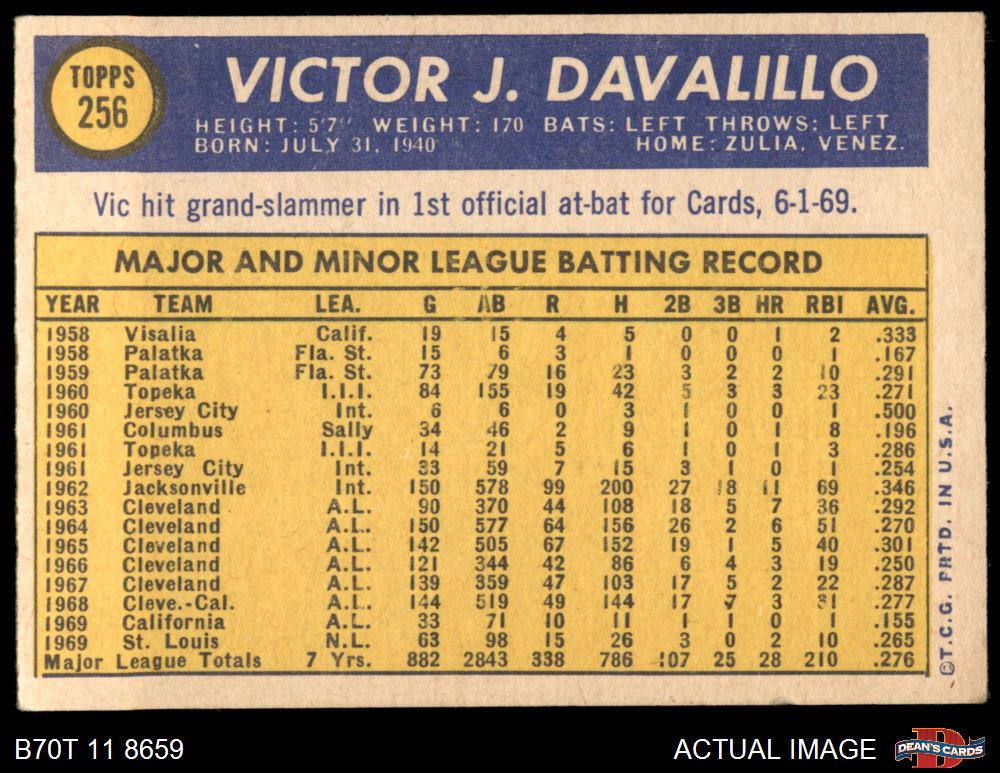 TOPPS
256
VICTOR J. DAVALILLO
HEIGHT: 5'7" WEIGHT: 170 BATS: LEFT THROWS: LEFT
BORN: JULY 31, 1940 HOME: ZULIA, VENEZ.
Vic hit grand-slammer in 1st official at-bat for Cards, 6-1-69.
MAJOR AND MINOR LEAGUE BATTING RECORD
YEAR TEAM LEA. G AB R H 2B 3B HR RBI AVG.
1958 Visalia Calif. 19 15 4 5 0 0 1 2 .333
1958 Palatka Fla. St. 15 6 3 1 0 0 0 1 .167
1959 Palatka Fla. St. 73 79 16 23 3 2 2 10 .291
1960 Topeka I.I.I. 84 155 19 42 5 3 3 23 .271
1960 Jersey City Int. 6 6 0 3 1 0 0 1 .500
1961 Columbus Sally 34 46 2 9 1 0 1 8 .196
1961 Topeka I.I.I. 14 21 5 6 1 0 1 3 .286
1961 Jersey City Int. 33 59 7 15 3 1 0 1 .254
1962 Jacksonville Int. 150 578 99 200 27 18 11 69 .346
1963 Cleveland A.L. 90 370 44 108 18 5 7 36 .292
1964 Cleveland A.L. 150 577 64 156 26 2 6 51 .270
1965 Cleveland A.L. 142 505 67 152 19 1 5 40 .301
1966 Cleveland A.L. 121 344 42 86 6 4 3 19 .250
1967 Cleveland A.L. 139 359 47 103 17 5 2 22 .287
1968 Cleve.-Cal. A.L. 144 519 49 144 17 7 3 31 .277
1969 California A.L. 33 71 10 11 1 1 0 1 .155
1969 St. Louis N.L. 63 98 15 26 3 0 2 10 .265
Major League Totals 7 Yrs. 882 2843 338 786 107 25 28 210 .276
©T.C.G. PRTD. IN U.S.A.
B70T 11 8659 ACTUAL IMAGE
DEAN'S CARDS